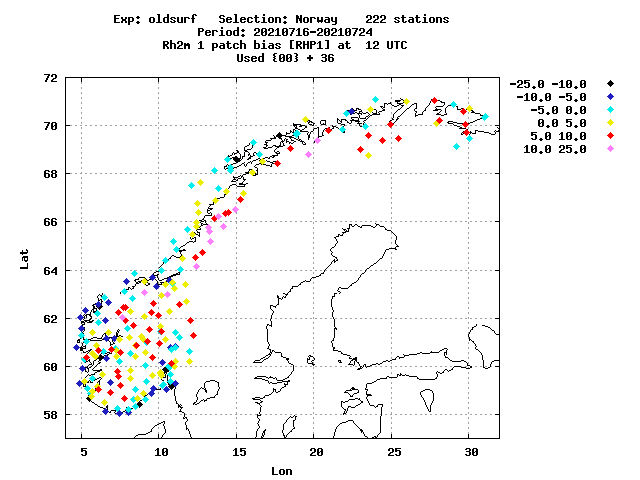 Exp: oldsurf   Selection: Norway    222 stations
Period: 20210716-20210724
Rh2m 1 patch bias [RHP1] at  12 UTC
Used {00} + 36
-25.0 -10.0
-10.0 -5.0
-5.0 0.0
0.0 5.0
5.0 10.0
10.0 25.0
72
70
68
66
64
62
60
58
Lat
5 10 15 20 25 30
Lon